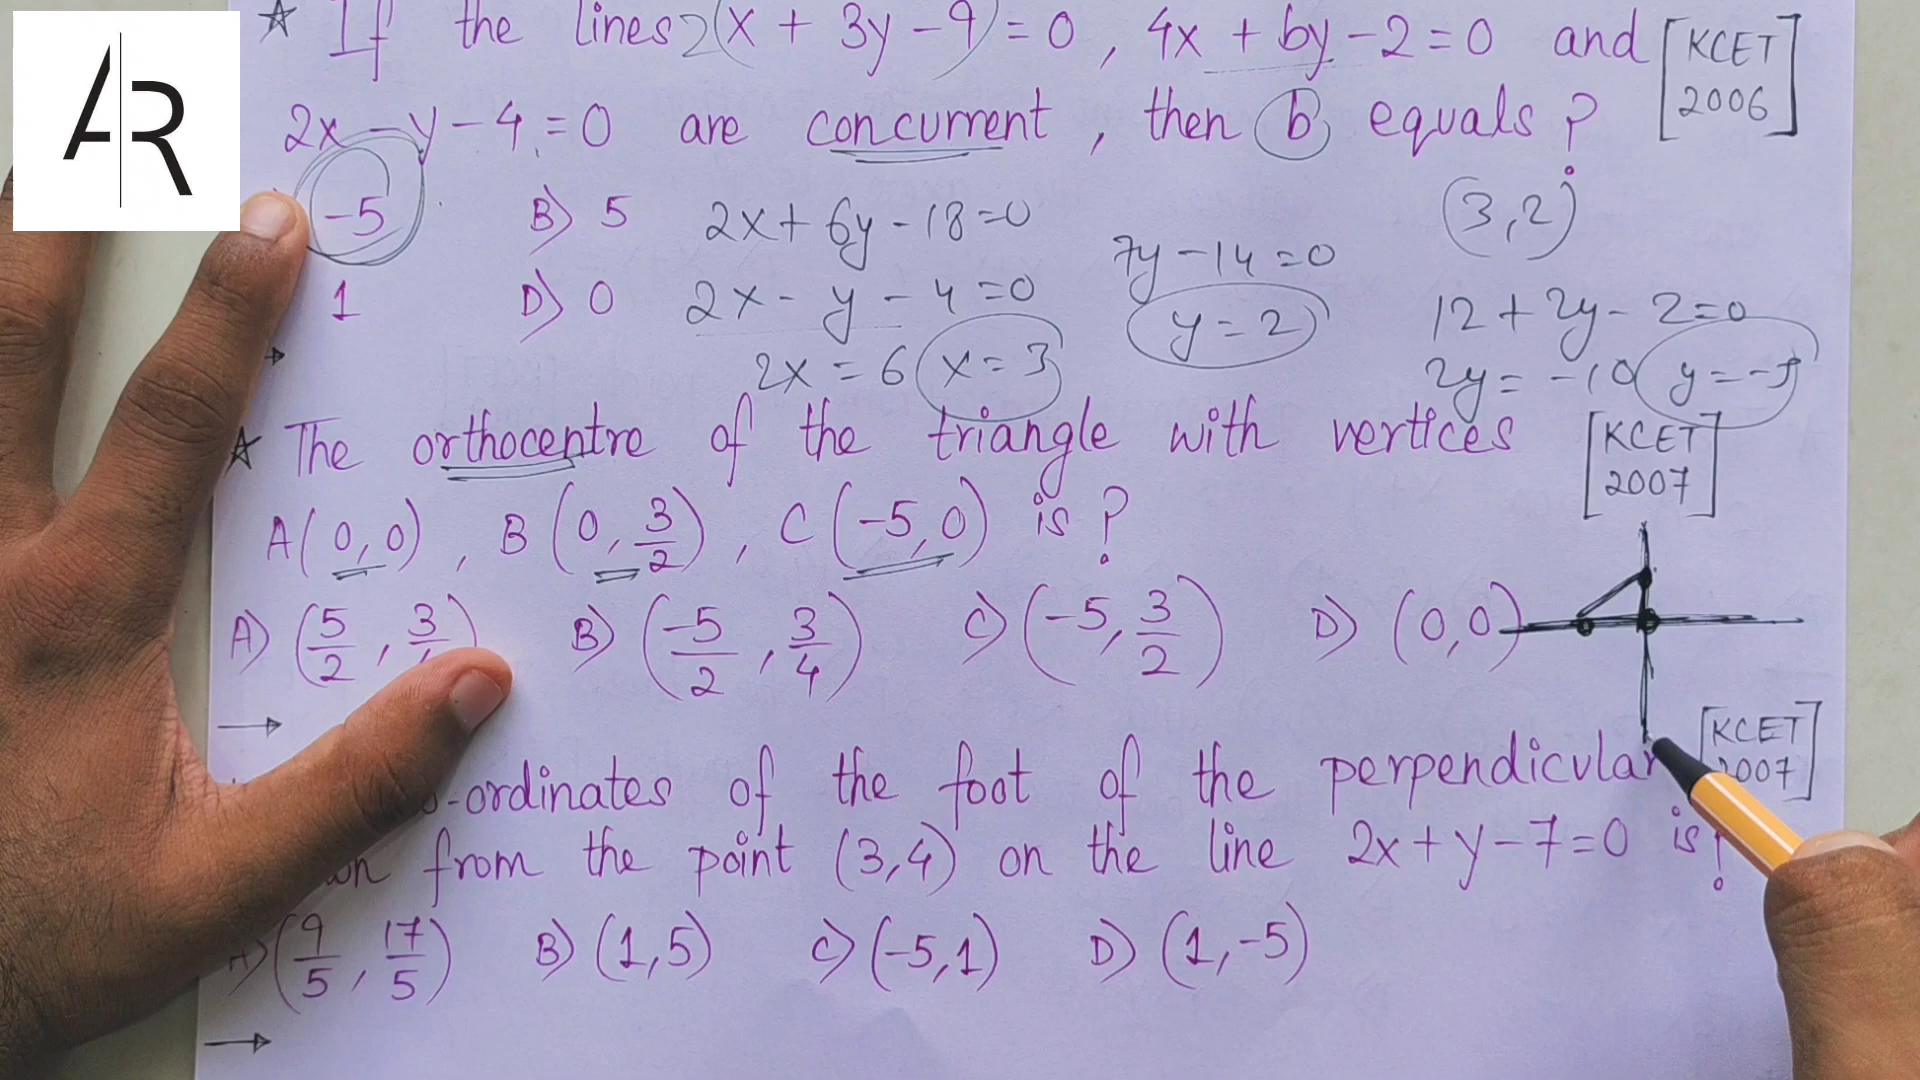 AR
☆ If the lines 2(x + 3y - 9) = 0 , 4x + by - 2 = 0 and [KCET 2006]
2x - y - 4 = 0 are concurrent , then b equals ?
-5 B) 5 2x + 6y - 18 = 0 7y - 14 = 0 (3,2)
1 D) 0 2x - y - 4 = 0 y = 2 12 + 2y - 2 = 0
→ 2x = 6 x = 3 2y = -10 y = -5
☆ The orthocentre of the triangle with vertices [KCET 2007]
A(0,0) , B(0, 3/2) , C(-5,0) is ?
A) (5/2 , 3/ B) (-5/2 , 3/4) C) (-5, 3/2) D) (0,0)
→
-ordinates of the foot of the perpendicular [KCET 2007]
from the point (3,4) on the line 2x + y - 7 = 0 is ?
A) (9/5 , 17/5) B) (1,5) C) (-5,1) D) (1,-5)
→